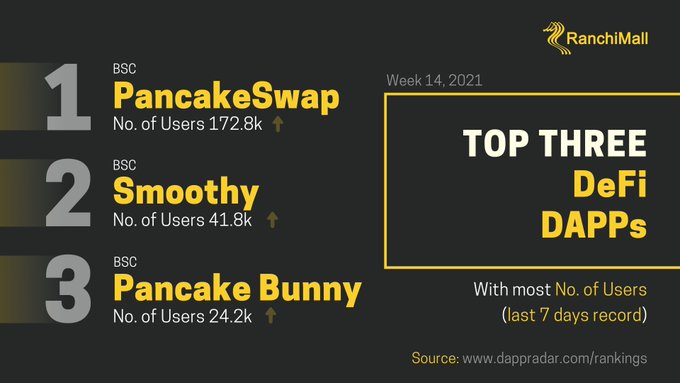 RanchiMall
1
BSC
PancakeSwap
No. of Users 172.8k
2
BSC
Smoothy
No. of Users 41.8k
3
BSC
Pancake Bunny
No. of Users 24.2k
Week 14, 2021
TOP THREE
DeFi
DAPPs
With most No. of Users
(last 7 days record)
Source: www.dappradar.com/rankings